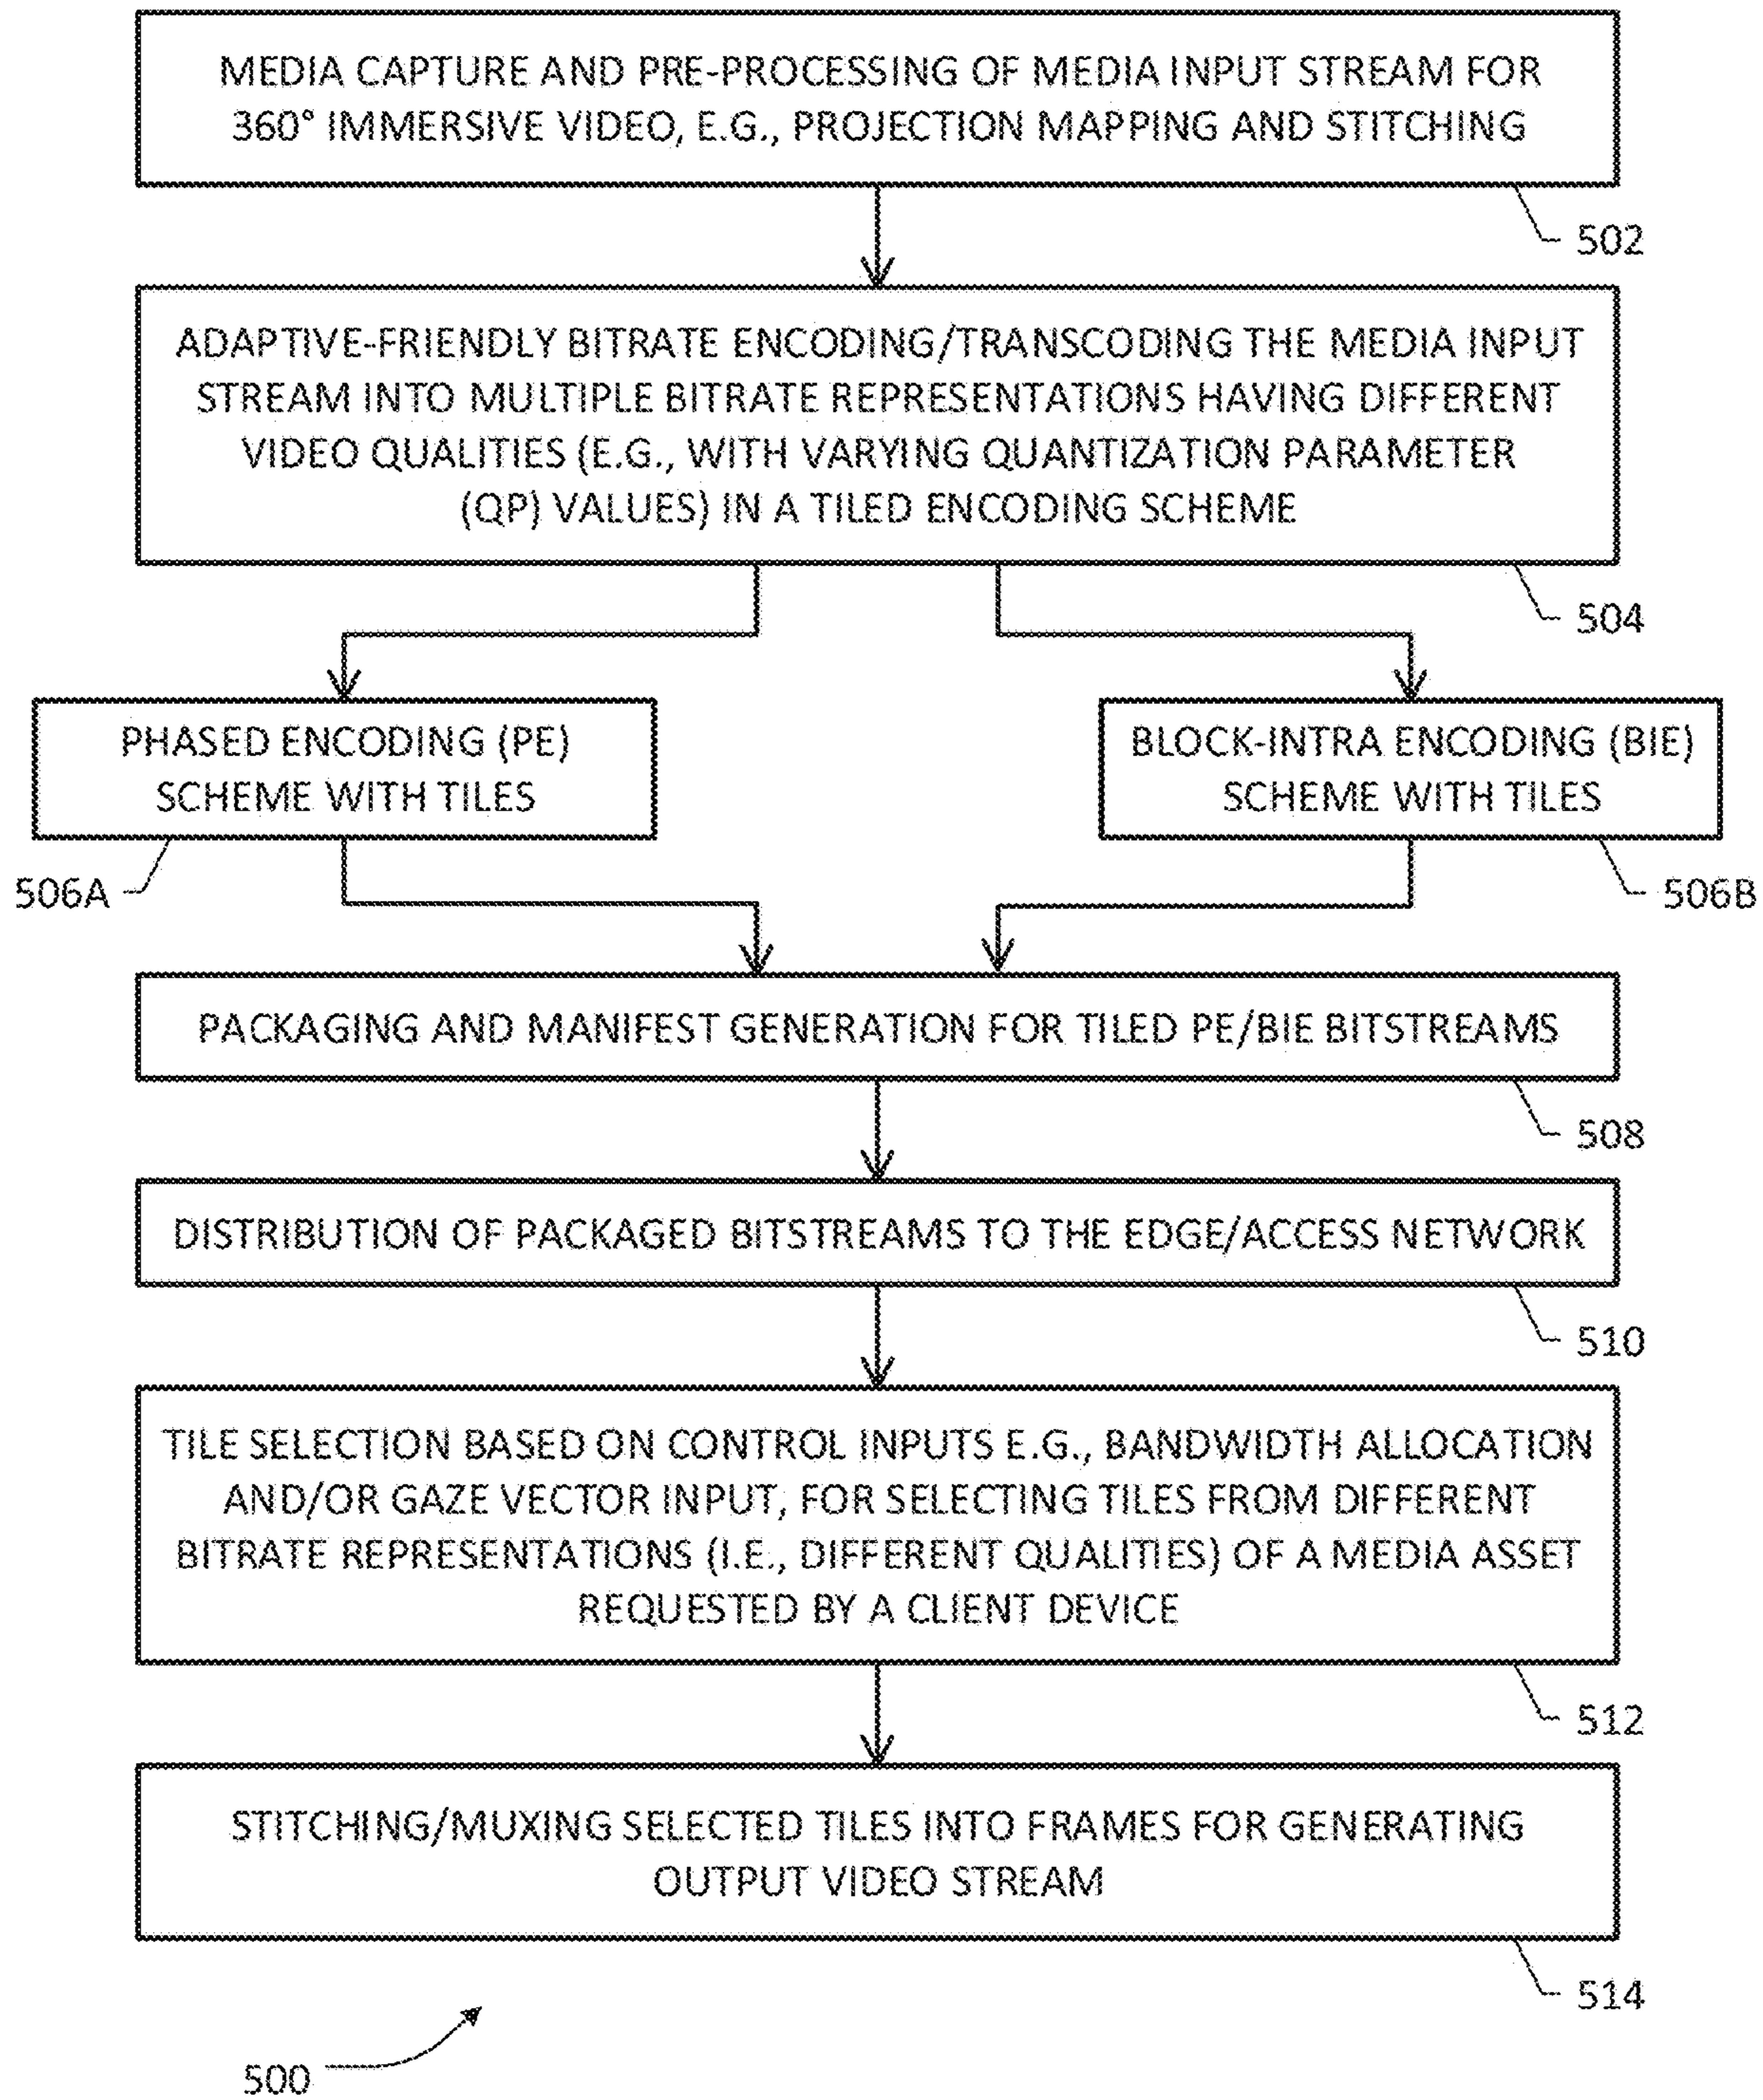 MEDIA CAPTURE AND PRE-PROCESSING OF MEDIA INPUT STREAM FOR
360° IMMERSIVE VIDEO, E.G., PROJECTION MAPPING AND STITCHING
502
ADAPTIVE-FRIENDLY BITRATE ENCODING/TRANSCODING THE MEDIA INPUT
STREAM INTO MULTIPLE BITRATE REPRESENTATIONS HAVING DIFFERENT
VIDEO QUALITIES (E.G., WITH VARYING QUANTIZATION PARAMETER
(QP) VALUES) IN A TILED ENCODING SCHEME
504
PHASED ENCODING (PE)
SCHEME WITH TILES
506A
BLOCK-INTRA ENCODING (BIE)
SCHEME WITH TILES
506B
PACKAGING AND MANIFEST GENERATION FOR TILED PE/BIE BITSTREAMS
508
DISTRIBUTION OF PACKAGED BITSTREAMS TO THE EDGE/ACCESS NETWORK
510
TILE SELECTION BASED ON CONTROL INPUTS E.G., BANDWIDTH ALLOCATION
AND/OR GAZE VECTOR INPUT, FOR SELECTING TILES FROM DIFFERENT
BITRATE REPRESENTATIONS (I.E., DIFFERENT QUALITIES) OF A MEDIA ASSET
REQUESTED BY A CLIENT DEVICE
512
STITCHING/MUXING SELECTED TILES INTO FRAMES FOR GENERATING
OUTPUT VIDEO STREAM
514
500